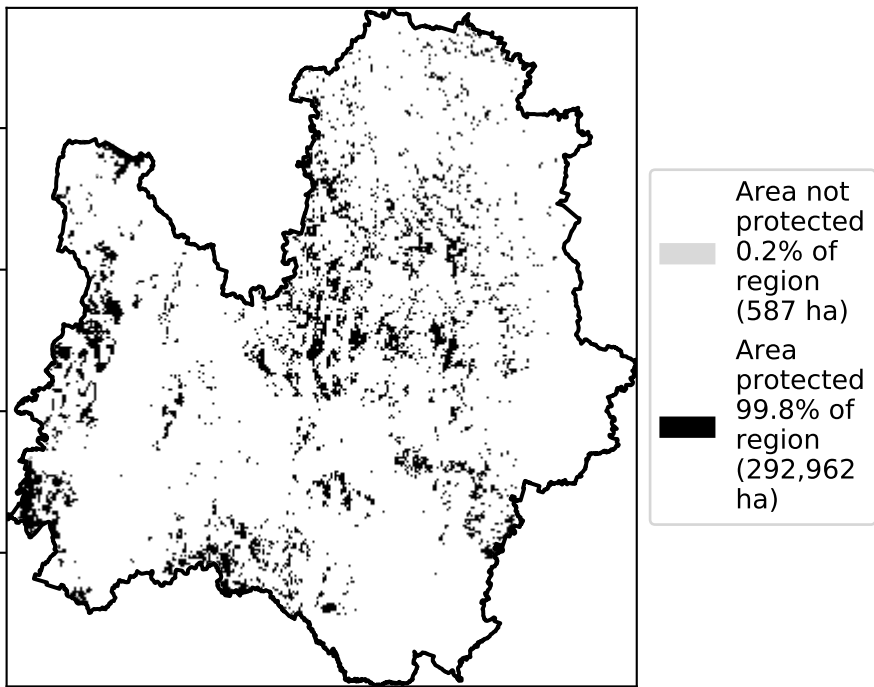 Area not
protected
0.2% of
region
(587 ha)
Area
protected
99.8% of
region
(292,962
ha)